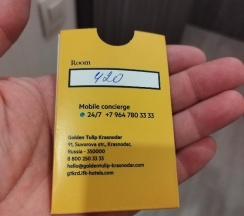 Room
420
Mobile concierge
24/7 +7 964 780 33 33
Golden Tulip Krasnodar
91, Suvorova str., Krasnodar,
Russia - 350000
8 800 250 33 33
hello@goldentulip-krasnodar.com
gtkrd.lfk-hotels.com